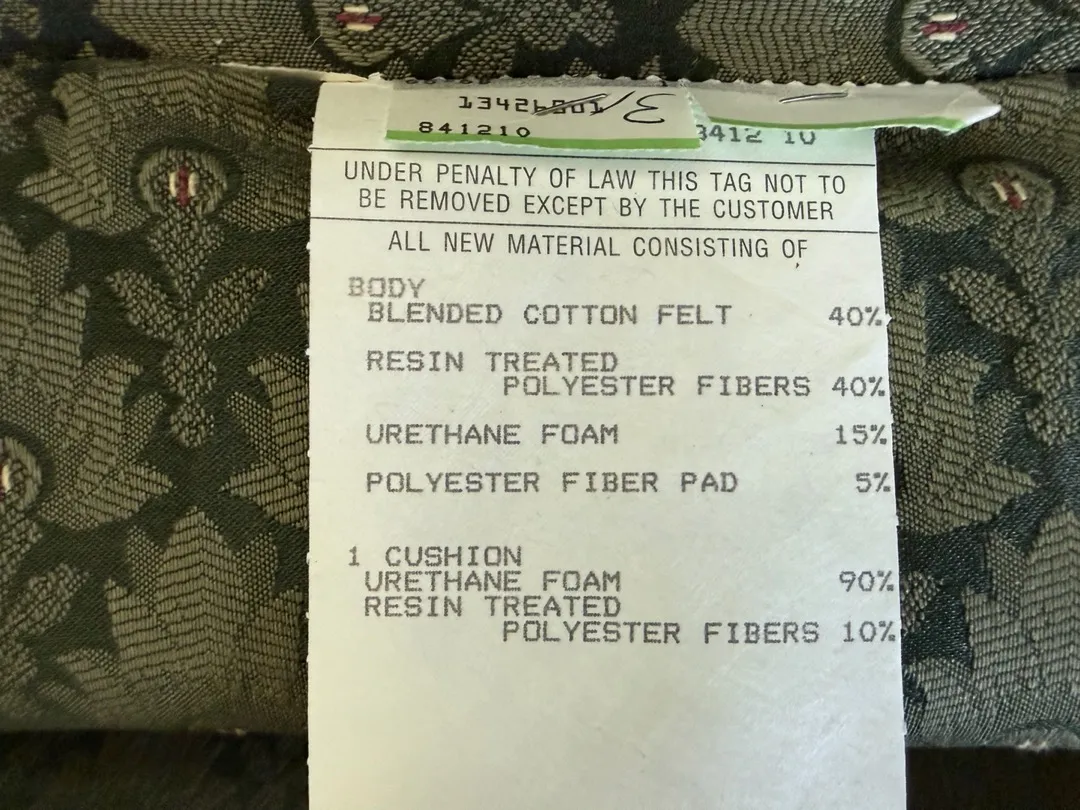 841210
3412 10
UNDER PENALTY OF LAW THIS TAG NOT TO
BE REMOVED EXCEPT BY THE CUSTOMER
ALL NEW MATERIAL CONSISTING OF
BODY
BLENDED COTTON FELT 40%
RESIN TREATED
POLYESTER FIBERS 40%
URETHANE FOAM 15%
POLYESTER FIBER PAD 5%
1 CUSHION
URETHANE FOAM 90%
RESIN TREATED
POLYESTER FIBERS 10%